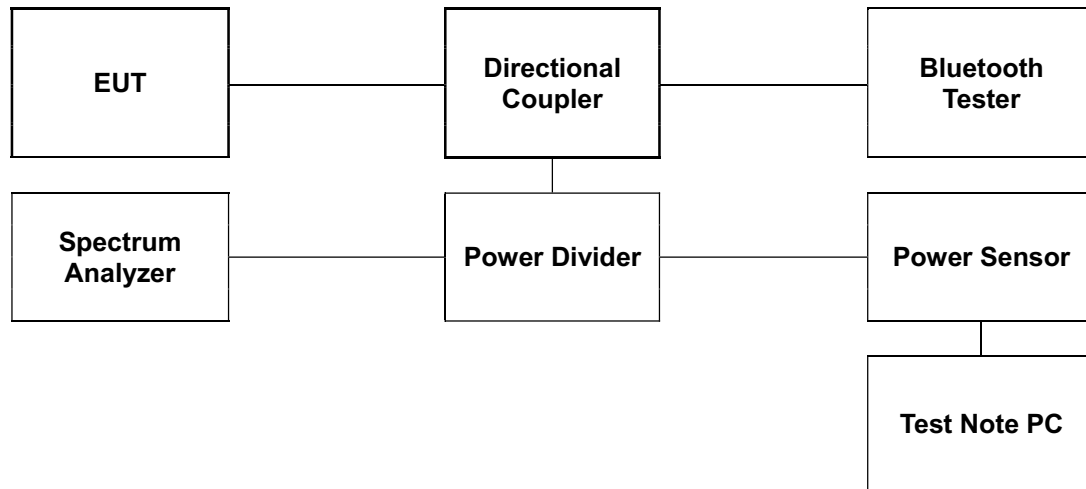 EUT
Directional
Coupler
Bluetooth
Tester
Spectrum
Analyzer
Power Divider
Power Sensor
Test Note PC